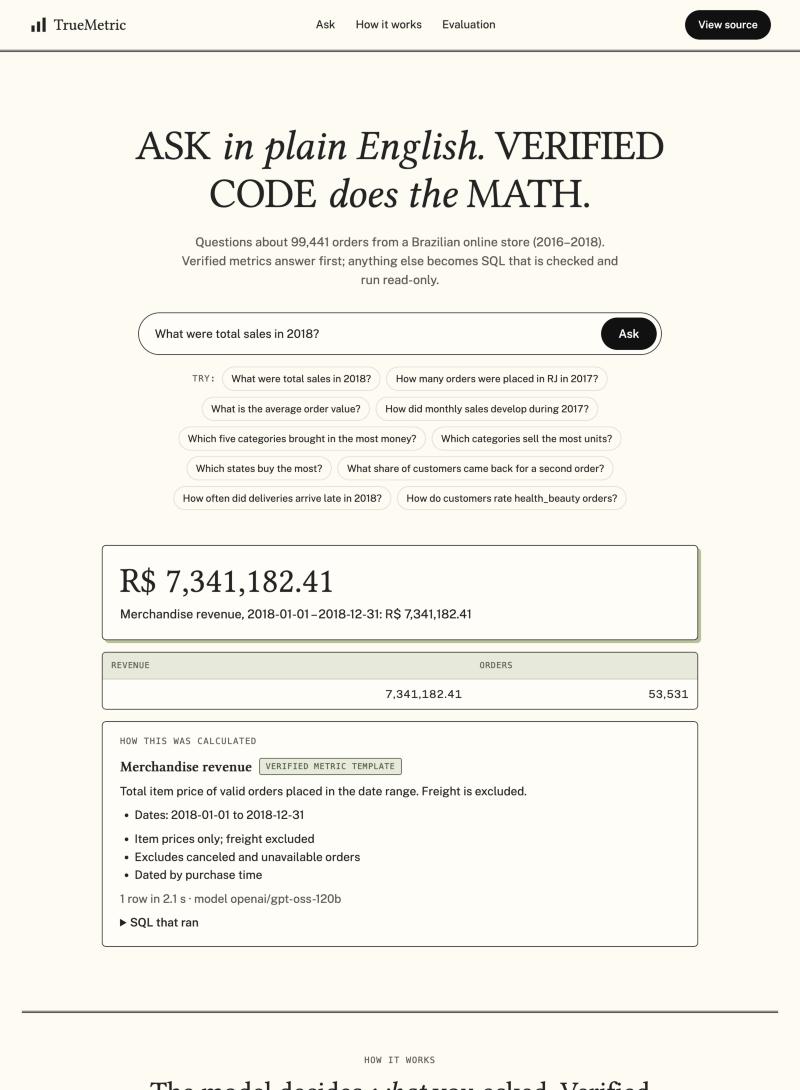 TrueMetric
Ask How it works Evaluation
View source
ASK in plain English. VERIFIED
CODE does the MATH.
Questions about 99,441 orders from a Brazilian online store (2016–2018).
Verified metrics answer first; anything else becomes SQL that is checked and
run read-only.
What were total sales in 2018?
Ask
TRY: What were total sales in 2018? How many orders were placed in RJ in 2017?
What is the average order value? How did monthly sales develop during 2017?
Which five categories brought in the most money? Which categories sell the most units?
Which states buy the most? What share of customers came back for a second order?
How often did deliveries arrive late in 2018? How do customers rate health_beauty orders?
R$ 7,341,182.41
Merchandise revenue, 2018-01-01 – 2018-12-31: R$ 7,341,182.41
REVENUE ORDERS
7,341,182.41 53,531
HOW THIS WAS CALCULATED
Merchandise revenue VERIFIED METRIC TEMPLATE
Total item price of valid orders placed in the date range. Freight is excluded.
• Dates: 2018-01-01 to 2018-12-31
• Item prices only; freight excluded
• Excludes canceled and unavailable orders
• Dated by purchase time
1 row in 2.1 s · model openai/gpt-oss-120b
▶ SQL that ran
HOW IT WORKS
The model decides what you asked. Verified